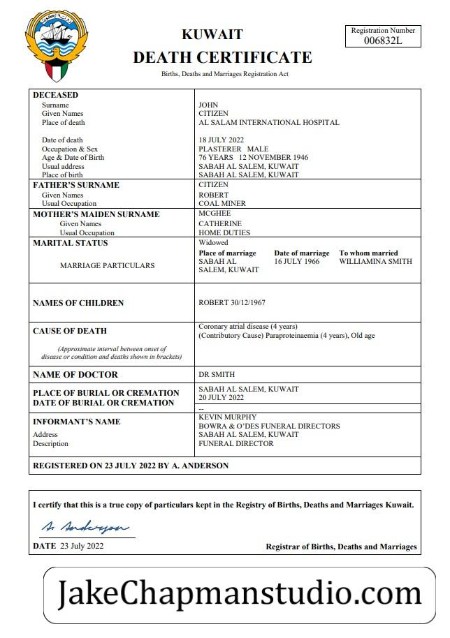 KUWAIT
DEATH CERTIFICATE
Births, Deaths and Marriages Registration Act
Registration Number
006832L
DECEASED
Surname JOHN
Given Names CITIZEN
Place of death AL SALAM INTERNATIONAL HOSPITAL
Date of death 18 JULY 2022
Occupation & Sex PLASTERER MALE
Age & Date of Birth 76 YEARS 12 NOVEMBER 1946
Usual address SABAH AL SALEM, KUWAIT
Place of birth SABAH AL SALEM, KUWAIT
FATHER'S SURNAME CITIZEN
Given Names ROBERT
Usual Occupation COAL MINER
MOTHER'S MAIDEN SURNAME MCGHEE
Given Names CATHERINE
Usual Occupation HOME DUTIES
MARITAL STATUS Widowed
MARRIAGE PARTICULARS
Place of marriage Date of marriage To whom married
SABAH AL 16 JULY 1966 WILLIAMINA SMITH
SALEM, KUWAIT
NAMES OF CHILDREN ROBERT 30/12/1967
CAUSE OF DEATH
Coronary atrial disease (4 years)
(Contributory Cause) Paraproteinaemia (4 years), Old age
(Approximate interval between onset of
disease or condition and deaths shown in brackets)
NAME OF DOCTOR DR SMITH
PLACE OF BURIAL OR CREMATION SABAH AL SALEM, KUWAIT
DATE OF BURIAL OR CREMATION 20 JULY 2022
--
INFORMANT'S NAME KEVIN MURPHY
BOWRA & O'DES FUNERAL DIRECTORS
Address SABAH AL SALEM, KUWAIT
Description FUNERAL DIRECTOR
REGISTERED ON 23 JULY 2022 BY A. ANDERSON
I certify that this is a true copy of particulars kept in the Registry of Births, Deaths and Marriages Kuwait.
A. Anderson
DATE 23 July 2022 Registrar of Births, Deaths and Marriages
JakeChapmanstudio.com